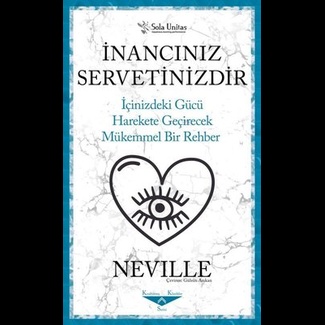 Sola Unitas
İNANCINIZ
SERVETİNİZDİR
İçinizdeki Gücü
Harekete Geçirecek
Mükemmel Bir Rehber
NEVILLE